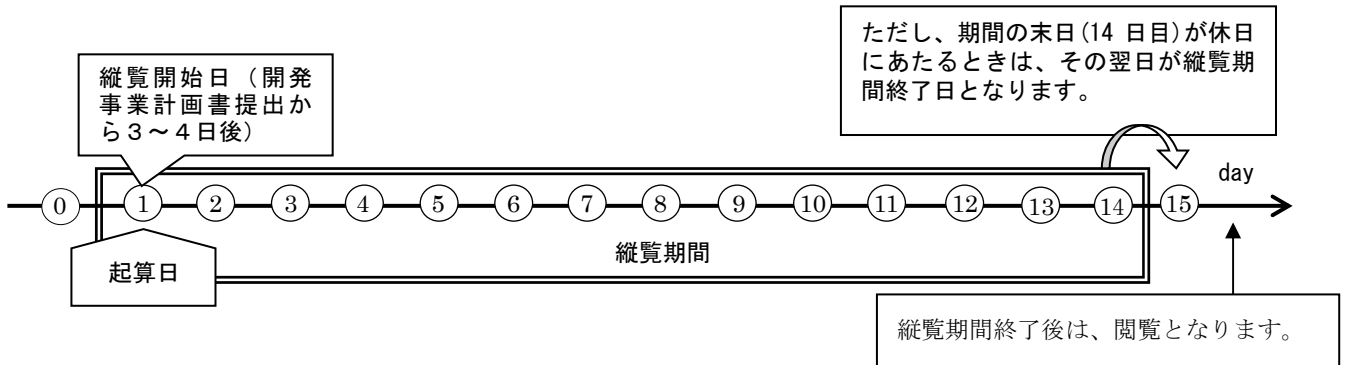 ただし、期間の末日(14 日目)が休日
にあたるときは、その翌日が縦覧期
間終了日となります。
縦覧開始日（開発
事業計画書提出か
ら３～４日後）
day
0 1 2 3 4 5 6 7 8 9 10 11 12 13 14 15
縦覧期間
起算日
縦覧期間終了後は、閲覧となります。